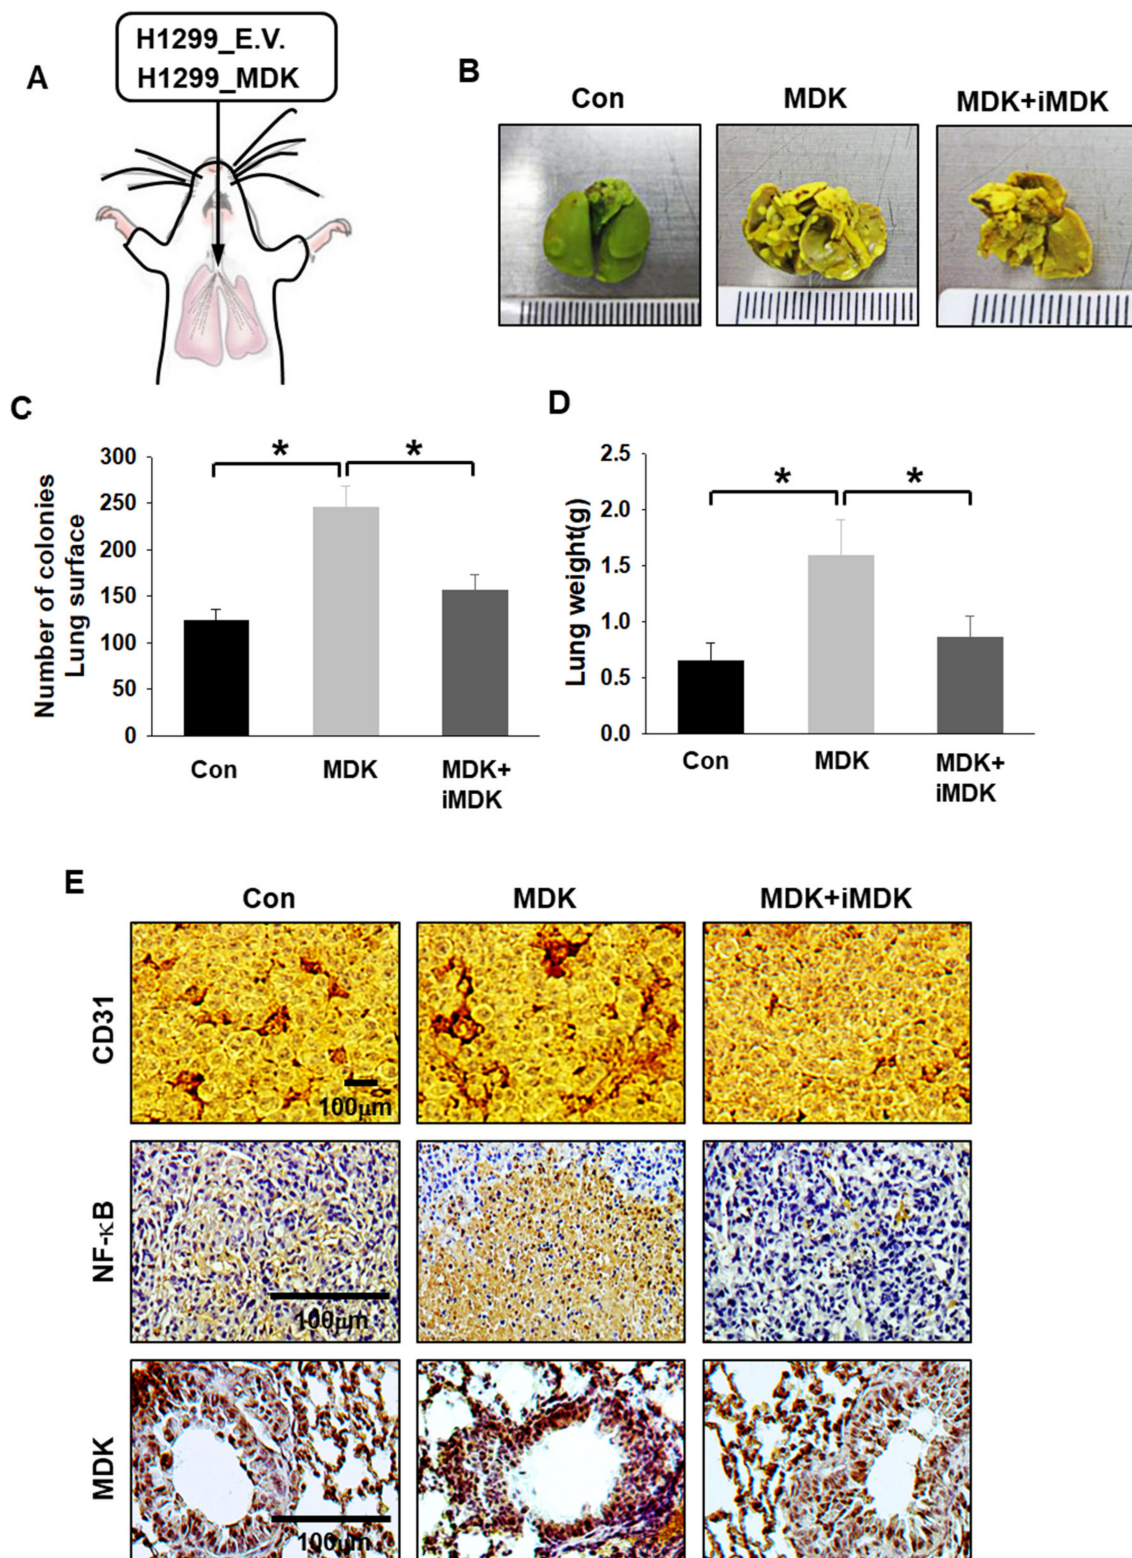 A
H1299_E.V.
H1299_MDK
B
Con
MDK
MDK+iMDK
C
Number of colonies
Lung surface
300
250
200
150
100
50
0
*
*
Con
MDK
MDK+
iMDK
D
Lung weight(g)
2.5
2.0
1.5
1.0
0.5
0.0
*
*
Con
MDK
MDK+
iMDK
E
Con
MDK
MDK+iMDK
CD31
100μm
NF-κB
100μm
MDK
100μm